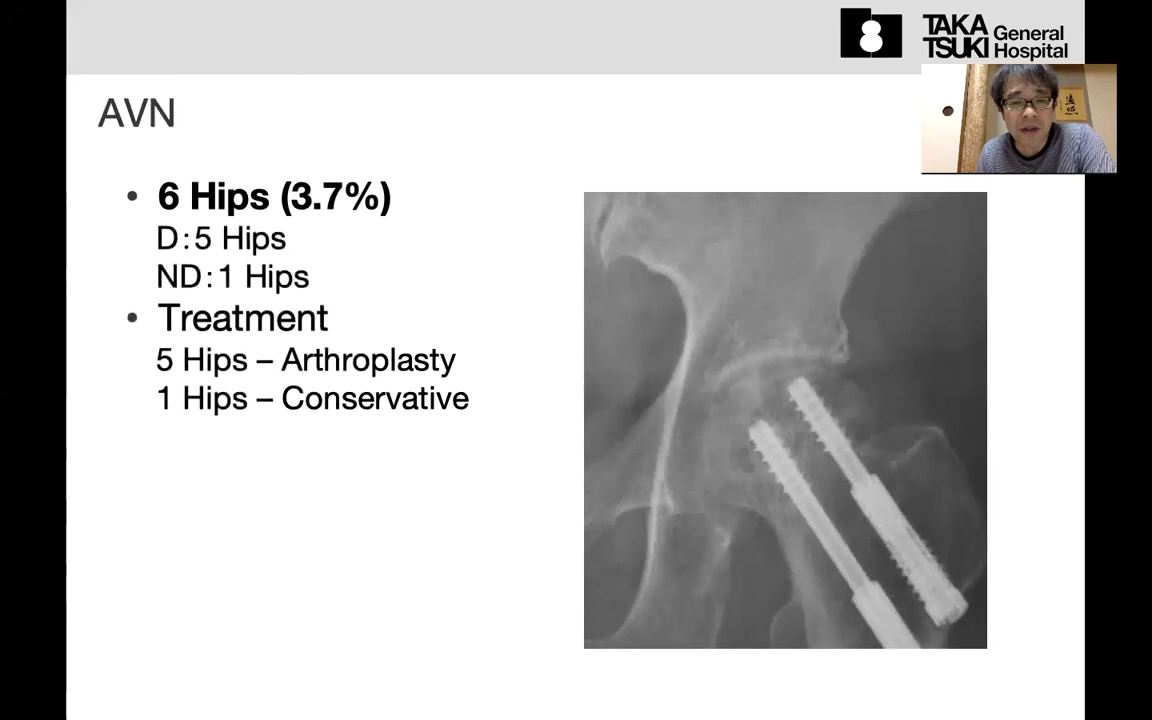 TAKA
TSUKI General
Hospital
AVN
• 6 Hips (3.7%)
D:5 Hips
ND:1 Hips
• Treatment
5 Hips – Arthroplasty
1 Hips – Conservative